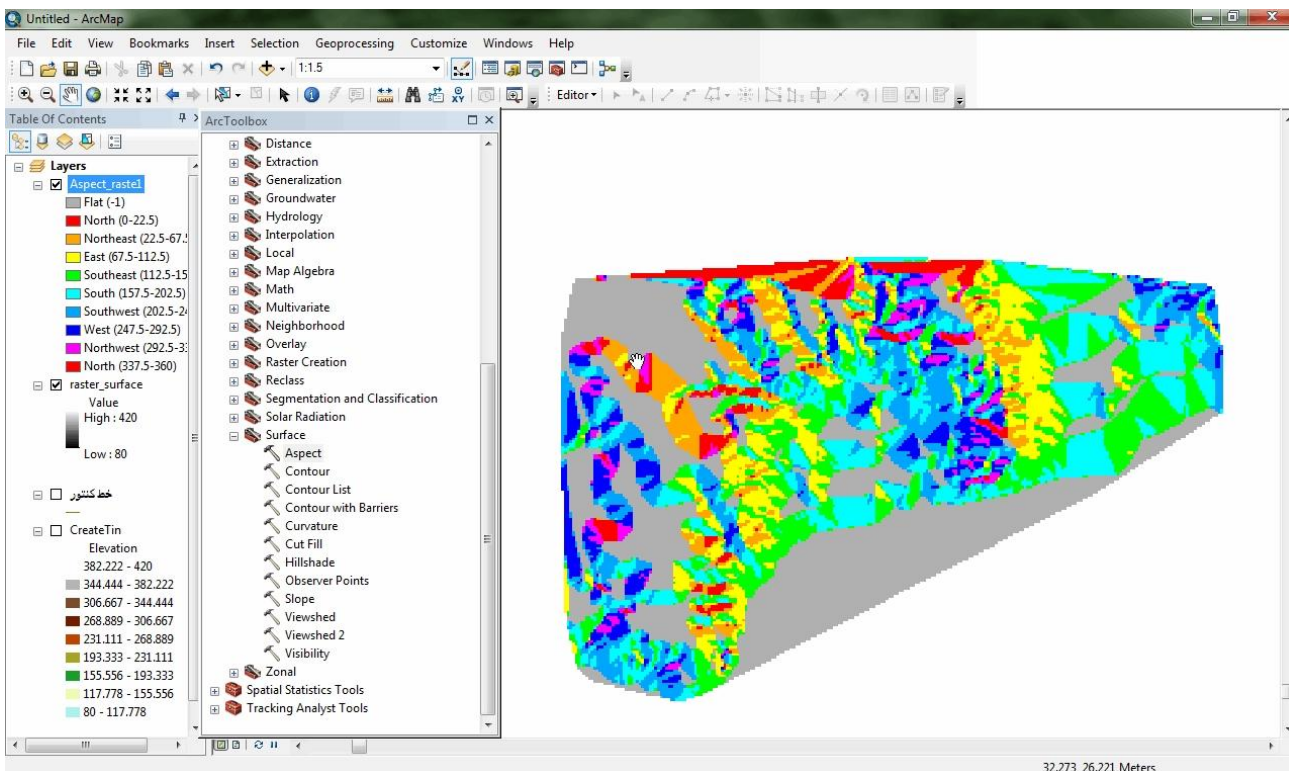 Untitled - ArcMap
File Edit View Bookmarks Insert Selection Geoprocessing Customize Windows Help
1:1.5
Editor
Table Of Contents
Layers
Aspect_raste1
Flat (-1)
North (0-22.5)
Northeast (22.5-67.5
East (67.5-112.5)
Southeast (112.5-15
South (157.5-202.5)
Southwest (202.5-24
West (247.5-292.5)
Northwest (292.5-33
North (337.5-360)
raster_surface
Value
High : 420
Low : 80
خط کنتور
CreateTin
Elevation
382.222 - 420
344.444 - 382.222
306.667 - 344.444
268.889 - 306.667
231.111 - 268.889
193.333 - 231.111
155.556 - 193.333
117.778 - 155.556
80 - 117.778
ArcToolbox
Distance
Extraction
Generalization
Groundwater
Hydrology
Interpolation
Local
Map Algebra
Math
Multivariate
Neighborhood
Overlay
Raster Creation
Reclass
Segmentation and Classification
Solar Radiation
Surface
Aspect
Contour
Contour List
Contour with Barriers
Curvature
Cut Fill
Hillshade
Observer Points
Slope
Viewshed
Viewshed 2
Visibility
Zonal
Spatial Statistics Tools
Tracking Analyst Tools
32.273 26.221 Meters